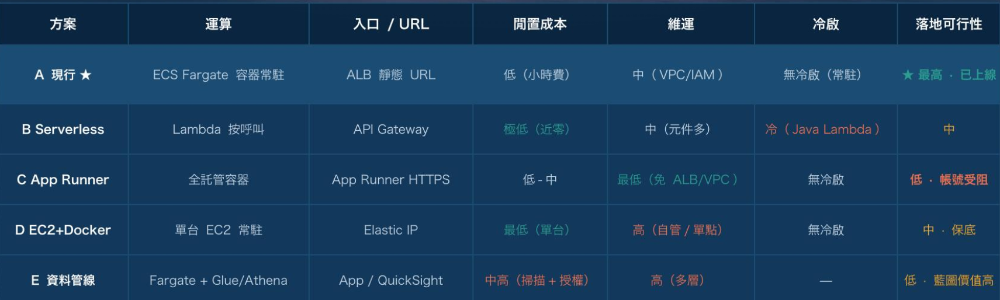 方案 運算 入口 / URL 閒置成本 維運 冷啟 落地可行性
A 現行 ★ ECS Fargate 容器常駐 ALB 靜態 URL 低（小時費） 中（VPC/IAM） 無冷啟（常駐） ★ 最高 · 已上線
B Serverless Lambda 按呼叫 API Gateway 極低（近零） 中（元件多） 冷（Java Lambda） 中
C App Runner 全託管容器 App Runner HTTPS 低-中 最低（免 ALB/VPC） 無冷啟 低 · 帳號受阻
D EC2+Docker 單台 EC2 常駐 Elastic IP 最低（單台） 高（自管/單點） 無冷啟 中 · 保底
E 資料管線 Fargate + Glue/Athena App / QuickSight 中高（掃描+授權） 高（多層） — 低 · 藍圖價值高